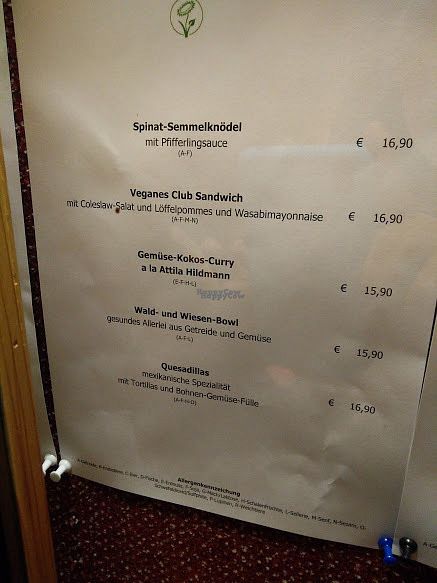 Spinat-Semmelknödel
mit Pfifferlingsauce € 16,90
(A-F)
Veganes Club Sandwich
mit Coleslaw-Salat und Löffelpommes und Wasabimayonnaise € 16,90
(A-F-M-N)
Gemüse-Kokos-Curry
a la Attila Hildmann
(E-F-H-L) € 15,90
Wald- und Wiesen-Bowl
gesundes Allerlei aus Getreide und Gemüse
(A-F-L) € 15,90
Quesadillas
mexikanische Spezialität
mit Tortillas und Bohnen-Gemüse-Fülle € 16,90
HappyCow
Allergenkennzeichnung